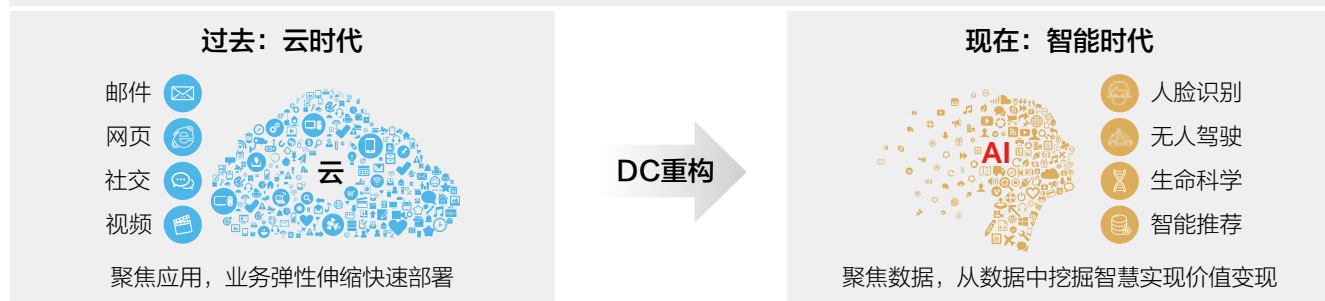 过去：云时代
邮件
网页
社交
视频
云
聚焦应用，业务弹性伸缩快速部署
DC重构
现在：智能时代
AI
人脸识别
无人驾驶
生命科学
智能推荐
聚焦数据，从数据中挖掘智慧实现价值变现